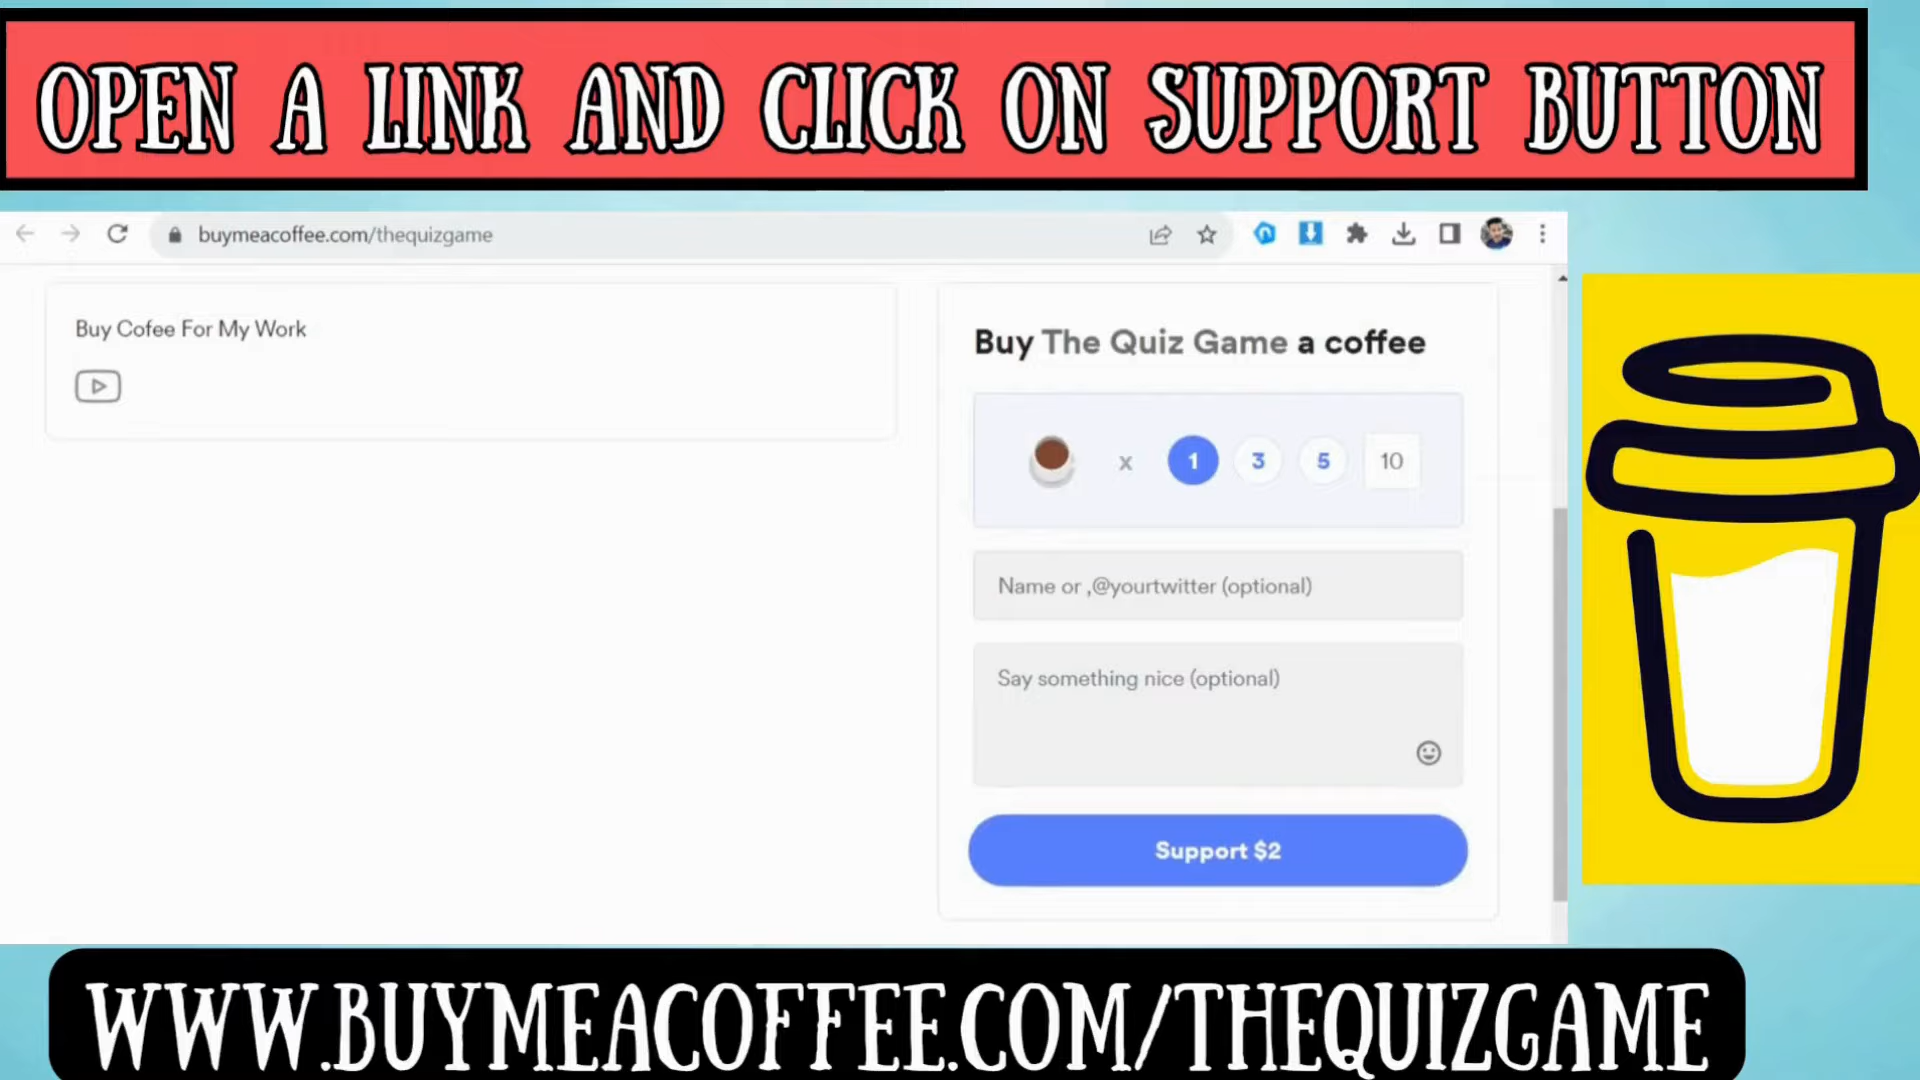 OPEN A LINK AND CLICK ON SUPPORT BUTTON
buymeacoffee.com/thequizgame
Buy Cofee For My Work
Buy The Quiz Game a coffee
x 1 3 5 10
Name or ,@yourtwitter (optional)
Say something nice (optional)
Support $2
WWW.BUYMEACOFFEE.COM/THEQUIZGAME